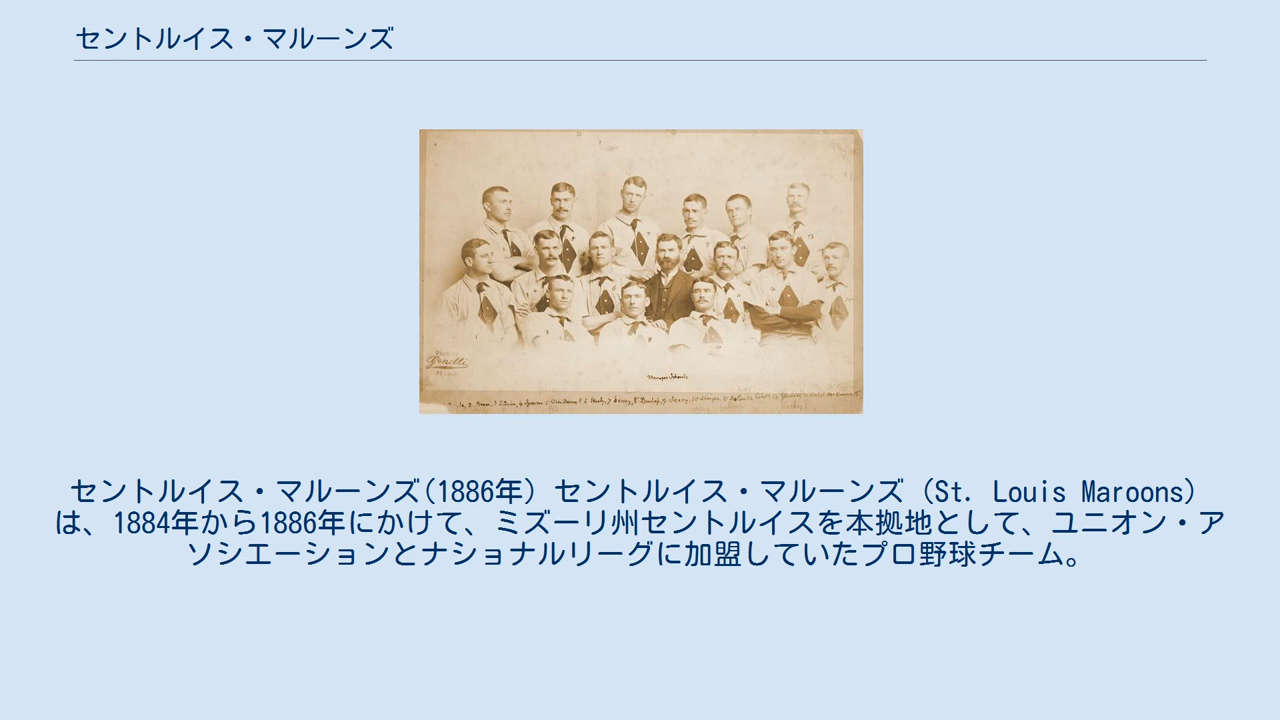 セントルイス・マルーンズ
Genelli
セントルイス・マルーンズ(1886年) セントルイス・マルーンズ (St. Louis Maroons)
は、1884年から1886年にかけて、ミズーリ州セントルイスを本拠地として、ユニオン・ア
ソシエーションとナショナルリーグに加盟していたプロ野球チーム。